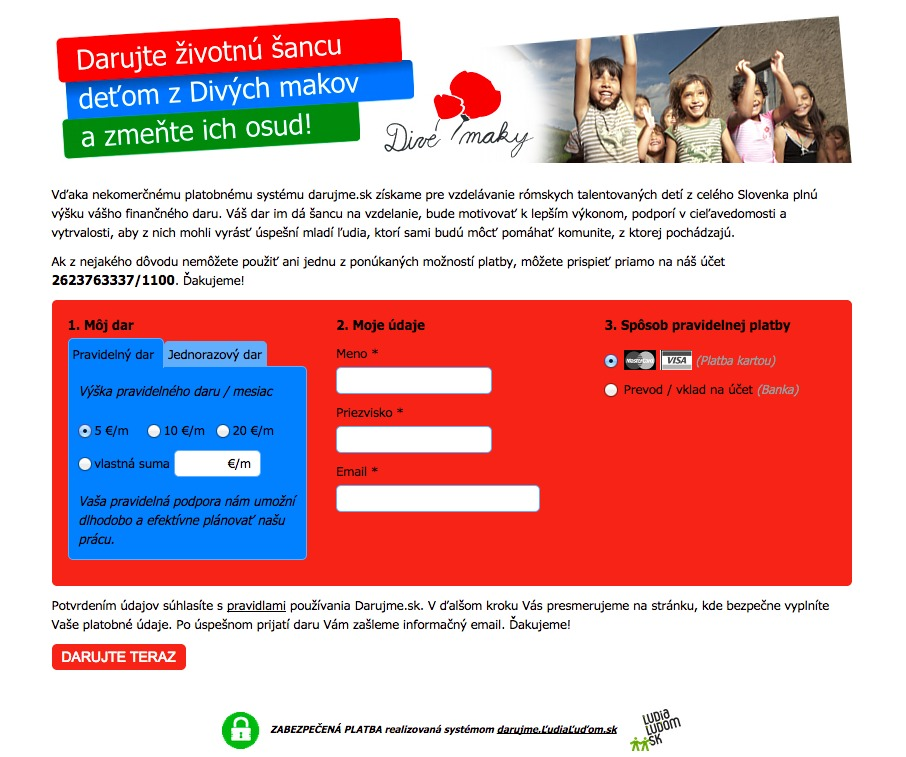 Darujte životnú šancu
deťom z Divých makov
a zmeňte ich osud!
Divé maky
Vďaka nekomerčnému platobnému systému darujme.sk získame pre vzdelávanie rómskych talentovaných detí z celého Slovenka plnú
výšku vášho finančného daru. Váš dar im dá šancu na vzdelanie, bude motivovať k lepším výkonom, podporí v cieľavedomosti a
vytrvalosti, aby z nich mohli vyrásť úspešní mladí ľudia, ktorí sami budú môcť pomáhať komunite, z ktorej pochádzajú.
Ak z nejakého dôvodu nemôžete použiť ani jednu z ponúkaných možností platby, môžete prispieť priamo na náš účet
2623763337/1100. Ďakujeme!
1. Môj dar
Pravidelný dar Jednorazový dar
Výška pravidelného daru / mesiac
5 €/m 10 €/m 20 €/m
vlastná suma €/m
Vaša pravidelná podpora nám umožní
dlhodobo a efektívne plánovať našu
prácu.
2. Moje údaje
Meno *
Priezvisko *
Email *
3. Spôsob pravidelnej platby
MasterCard VISA (Platba kartou)
Prevod / vklad na účet (Banka)
Potvrdením údajov súhlasíte s pravidlami používania Darujme.sk. V ďalšom kroku Vás presmerujeme na stránku, kde bezpečne vyplníte
Vaše platobné údaje. Po úspešnom prijatí daru Vám zašleme informačný email. Ďakujeme!
DARUJTE TERAZ
ZABEZPEČENÁ PLATBA realizovaná systémom darujme.ĽudiaĽuďom.sk
ĽUDIA
ĽUĎOM
SK